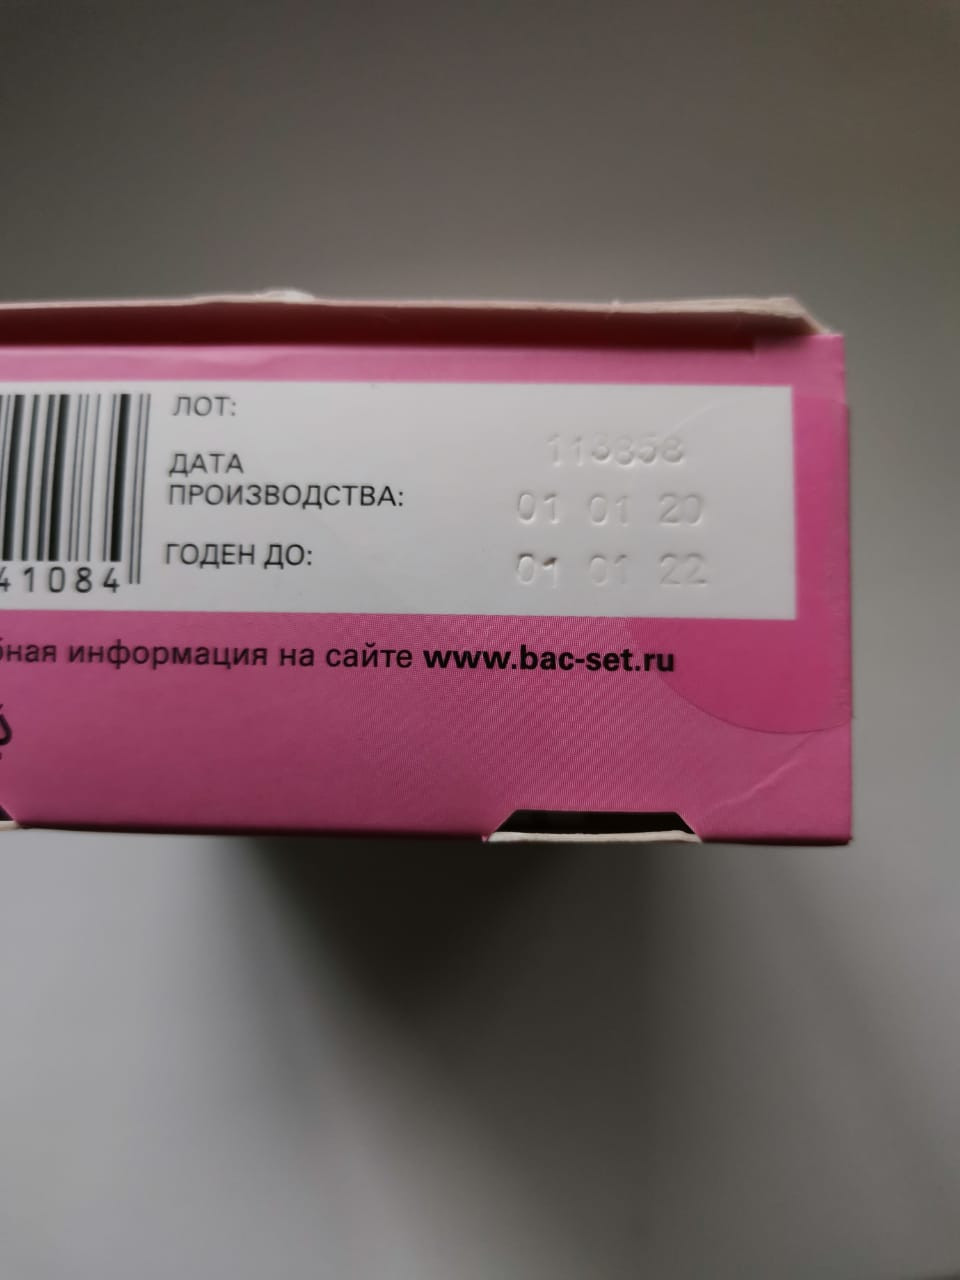 ЛОТ: 118858
ДАТА
ПРОИЗВОДСТВА: 01 01 20
ГОДЕН ДО: 01 01 22
41084
бная информация на сайте www.bac-set.ru